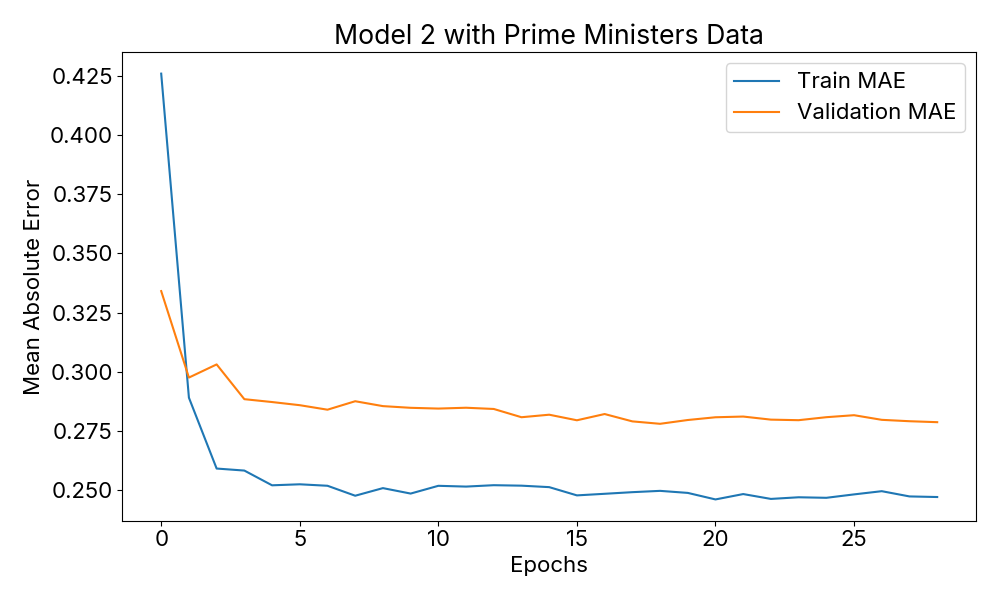 Model 2 with Prime Ministers Data
Train MAE
Validation MAE
Mean Absolute Error
0.425
0.400
0.375
0.350
0.325
0.300
0.275
0.250
0 5 10 15 20 25
Epochs